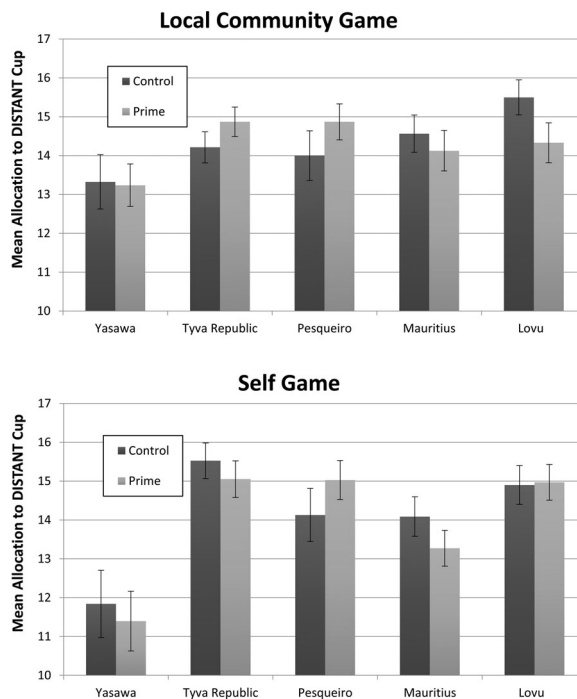 Local Community Game
Mean Allocation to DISTANT Cup
17
16
15
14
13
12
11
10
Control
Prime
Yasawa Tyva Republic Pesqueiro Mauritius Lovu
Self Game
Mean Allocation to DISTANT Cup
17
16
15
14
13
12
11
10
Control
Prime
Yasawa Tyva Republic Pesqueiro Mauritius Lovu